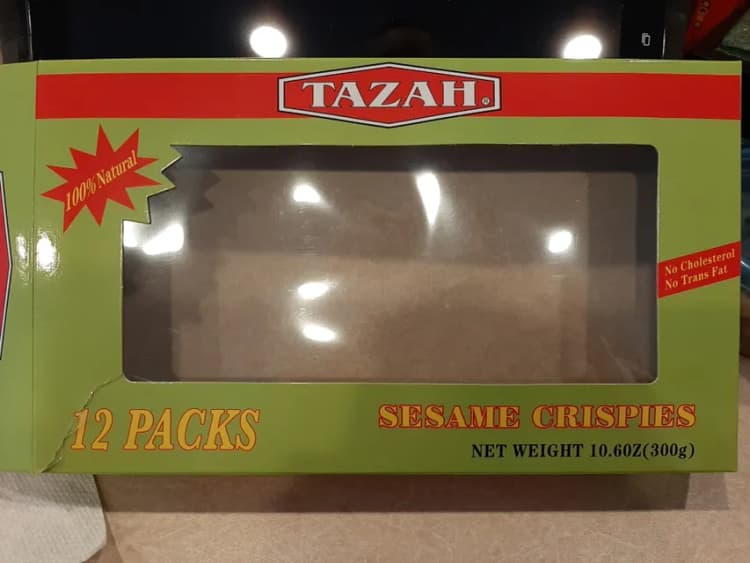 TAZAH®
100% Natural
No Cholesterol
No Trans Fat
12 PACKS
SESAME CRISPIES
NET WEIGHT 10.6OZ(300g)